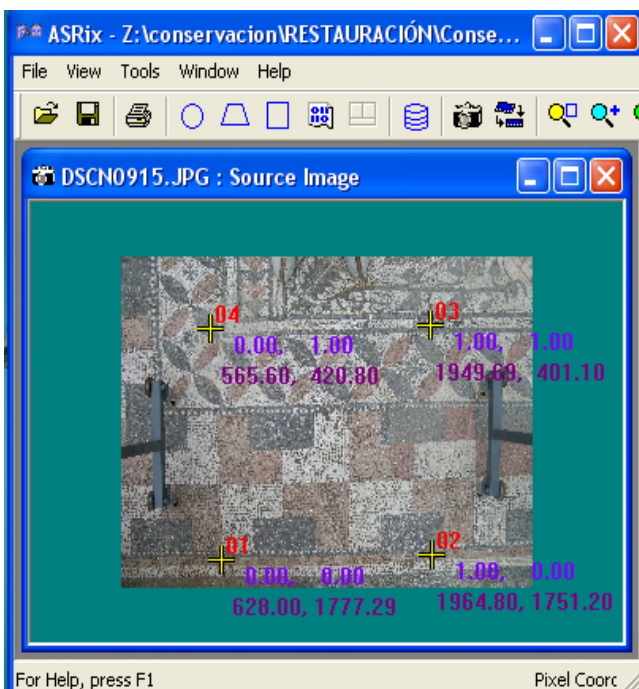 ASRix - Z:\conservacion\RESTAURACIÓN\Conse...
File View Tools Window Help
DSCN0915.JPG : Source Image
04
0.00, 1.00
565.60, 420.80
03
1.00, 1.00
1949.69, 401.10
01
0.00, 0.00
628.00, 1777.29
02
1.00, 0.00
1964.80, 1751.20
For Help, press F1
Pixel Coorc